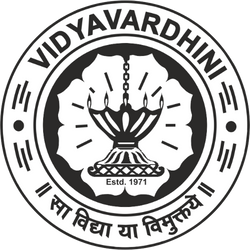 VIDYAVARDHINI
Estd. 1971
॥ सा विद्या या विमुक्तये ॥